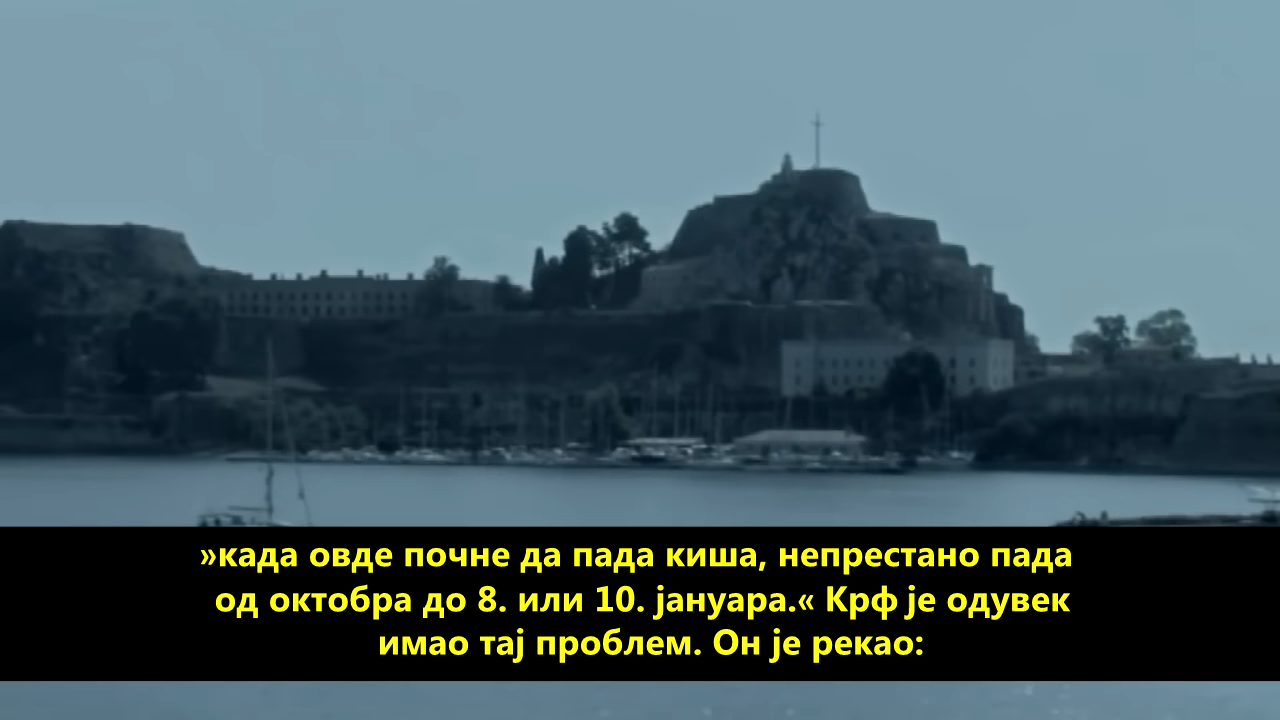 »када овде почне да пада киша, непрестано пада
од октобра до 8. или 10. јануара.« Крф је одувек
имао тај проблем. Он је рекао: